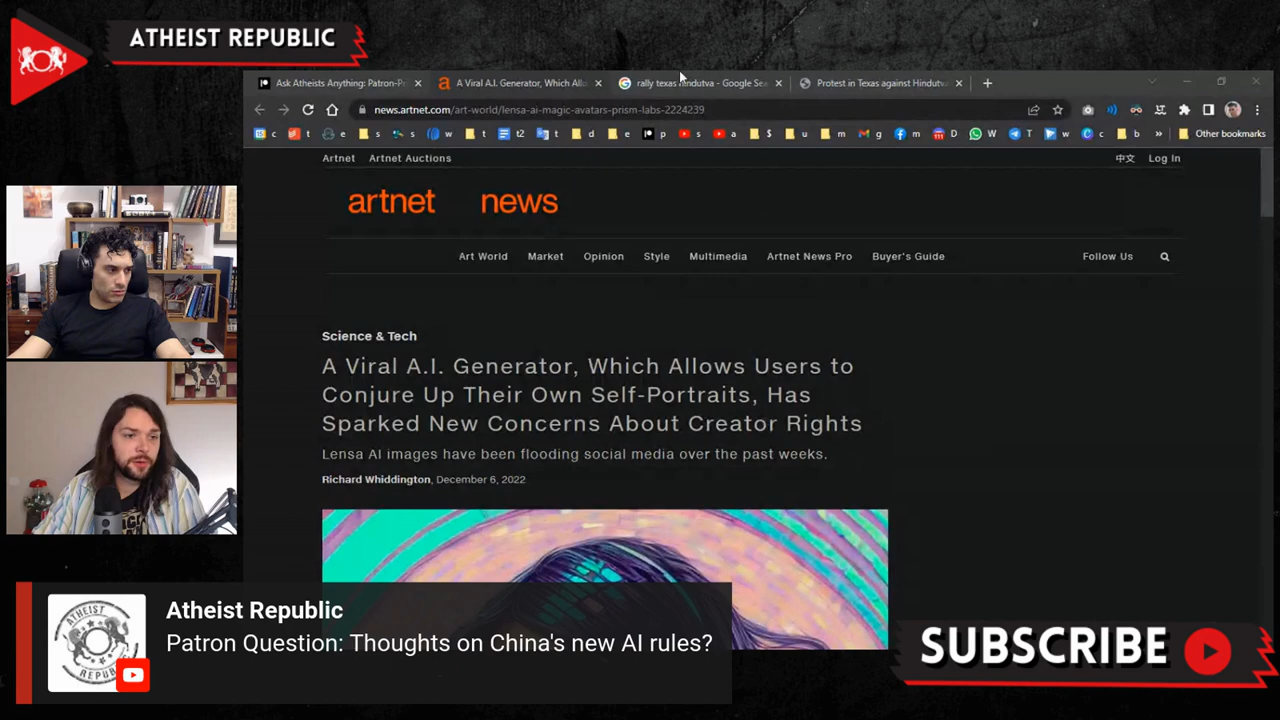 ATHEIST REPUBLIC
Ask Atheists Anything: Patron-P
A Viral A.I. Generator, Which Allo
rally texas hindutva - Google Sea
Protest in Texas against Hindutva
news.artnet.com/art-world/lensa-ai-magic-avatars-prism-labs-2224239
c t e s s w t t2 t d e p s a $ u m g m D W T w c b » Other bookmarks
Artnet Artnet Auctions 中文 Log In
artnet news
Art World Market Opinion Style Multimedia Artnet News Pro Buyer's Guide Follow Us
Science & Tech
A Viral A.I. Generator, Which Allows Users to
Conjure Up Their Own Self-Portraits, Has
Sparked New Concerns About Creator Rights
Lensa AI images have been flooding social media over the past weeks.
Richard Whiddington, December 6, 2022
Atheist Republic
Patron Question: Thoughts on China's new AI rules?
SUBSCRIBE